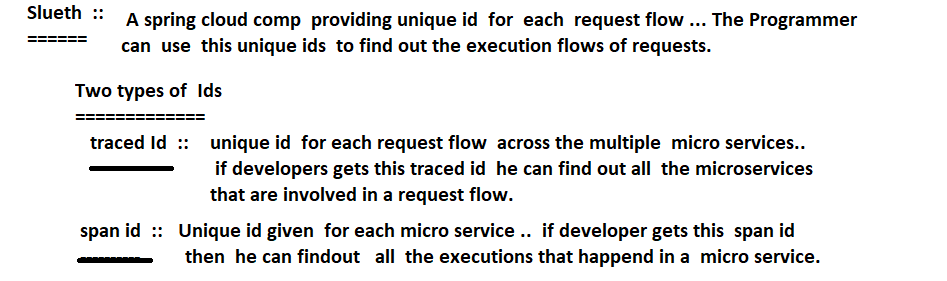 Slueth :: A spring cloud comp providing unique id for each request flow ... The Programmer
====== can use this unique ids to find out the execution flows of requests.
Two types of Ids
=============
traced Id :: unique id for each request flow across the multiple micro services..
if developers gets this traced id he can find out all the microservices
that are involved in a request flow.
span id :: Unique id given for each micro service .. if developer gets this span id
then he can findout all the executions that happend in a micro service.